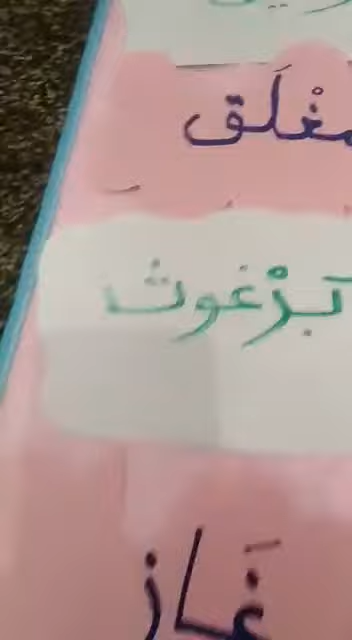 مغْلَق
برْغوث
غَاز